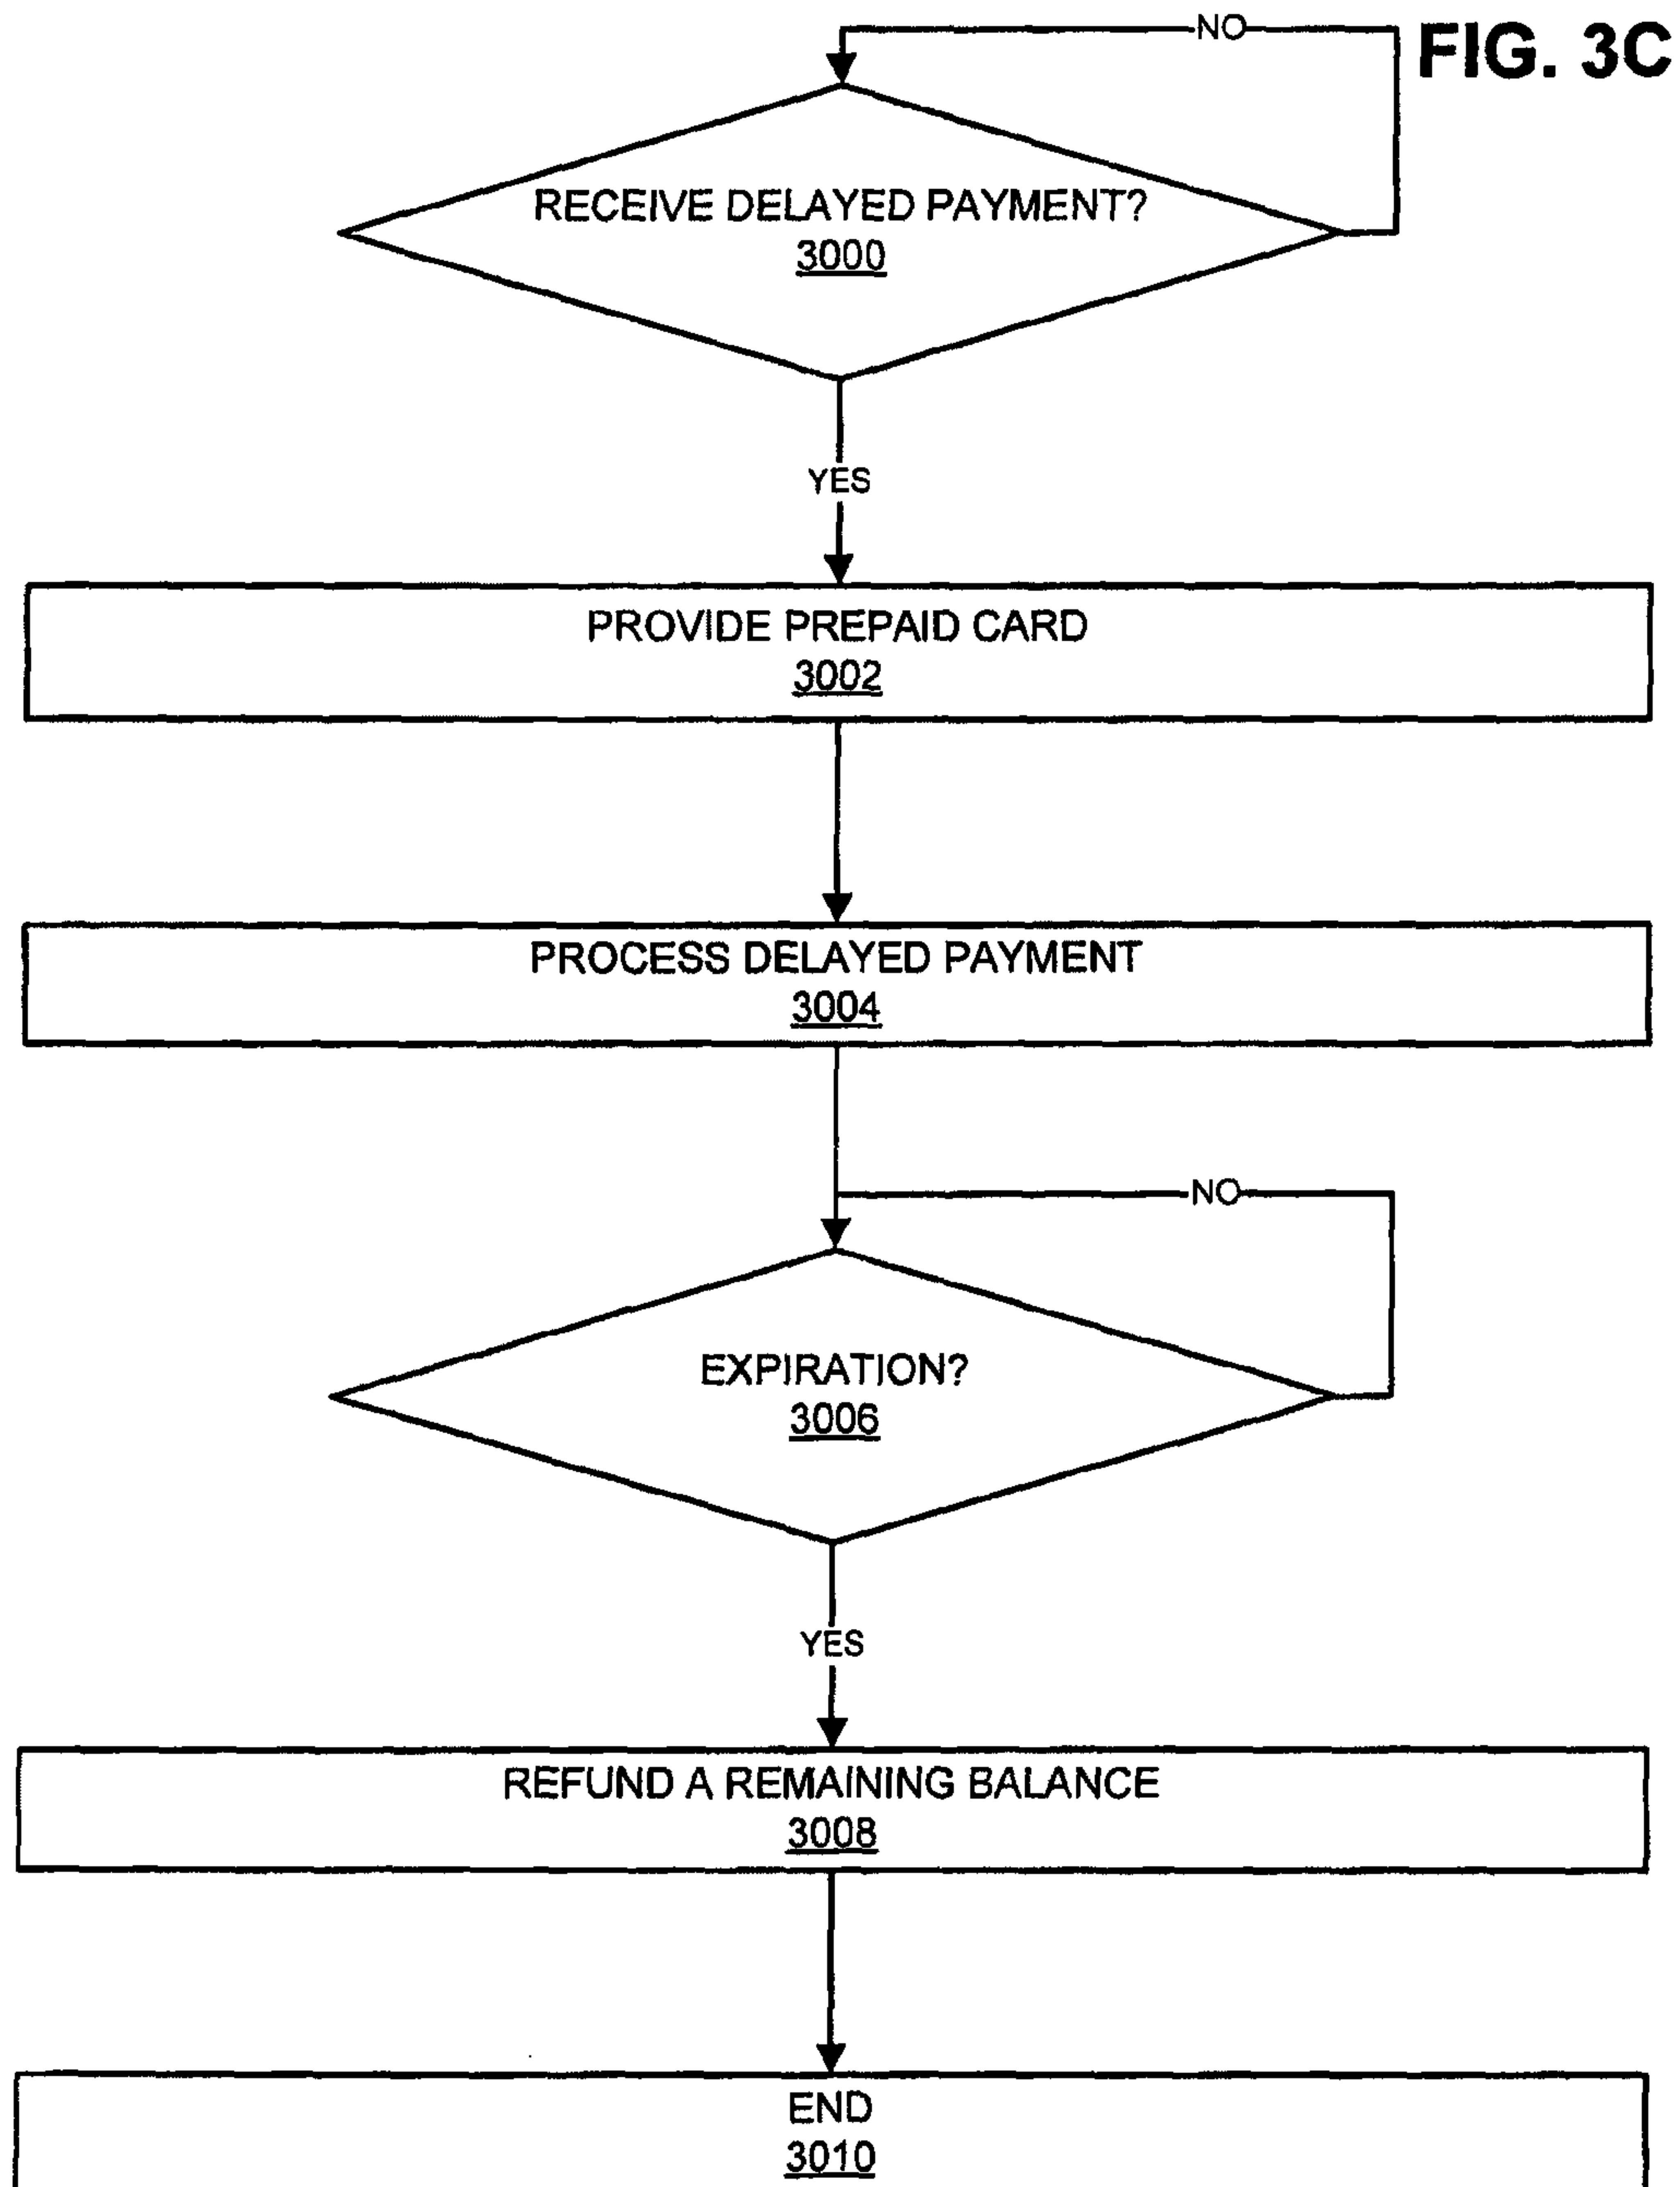 FIG. 3C
NO
RECEIVE DELAYED PAYMENT?
3000
YES
PROVIDE PREPAID CARD
3002
PROCESS DELAYED PAYMENT
3004
NO
EXPIRATION?
3006
YES
REFUND A REMAINING BALANCE
3008
END
3010